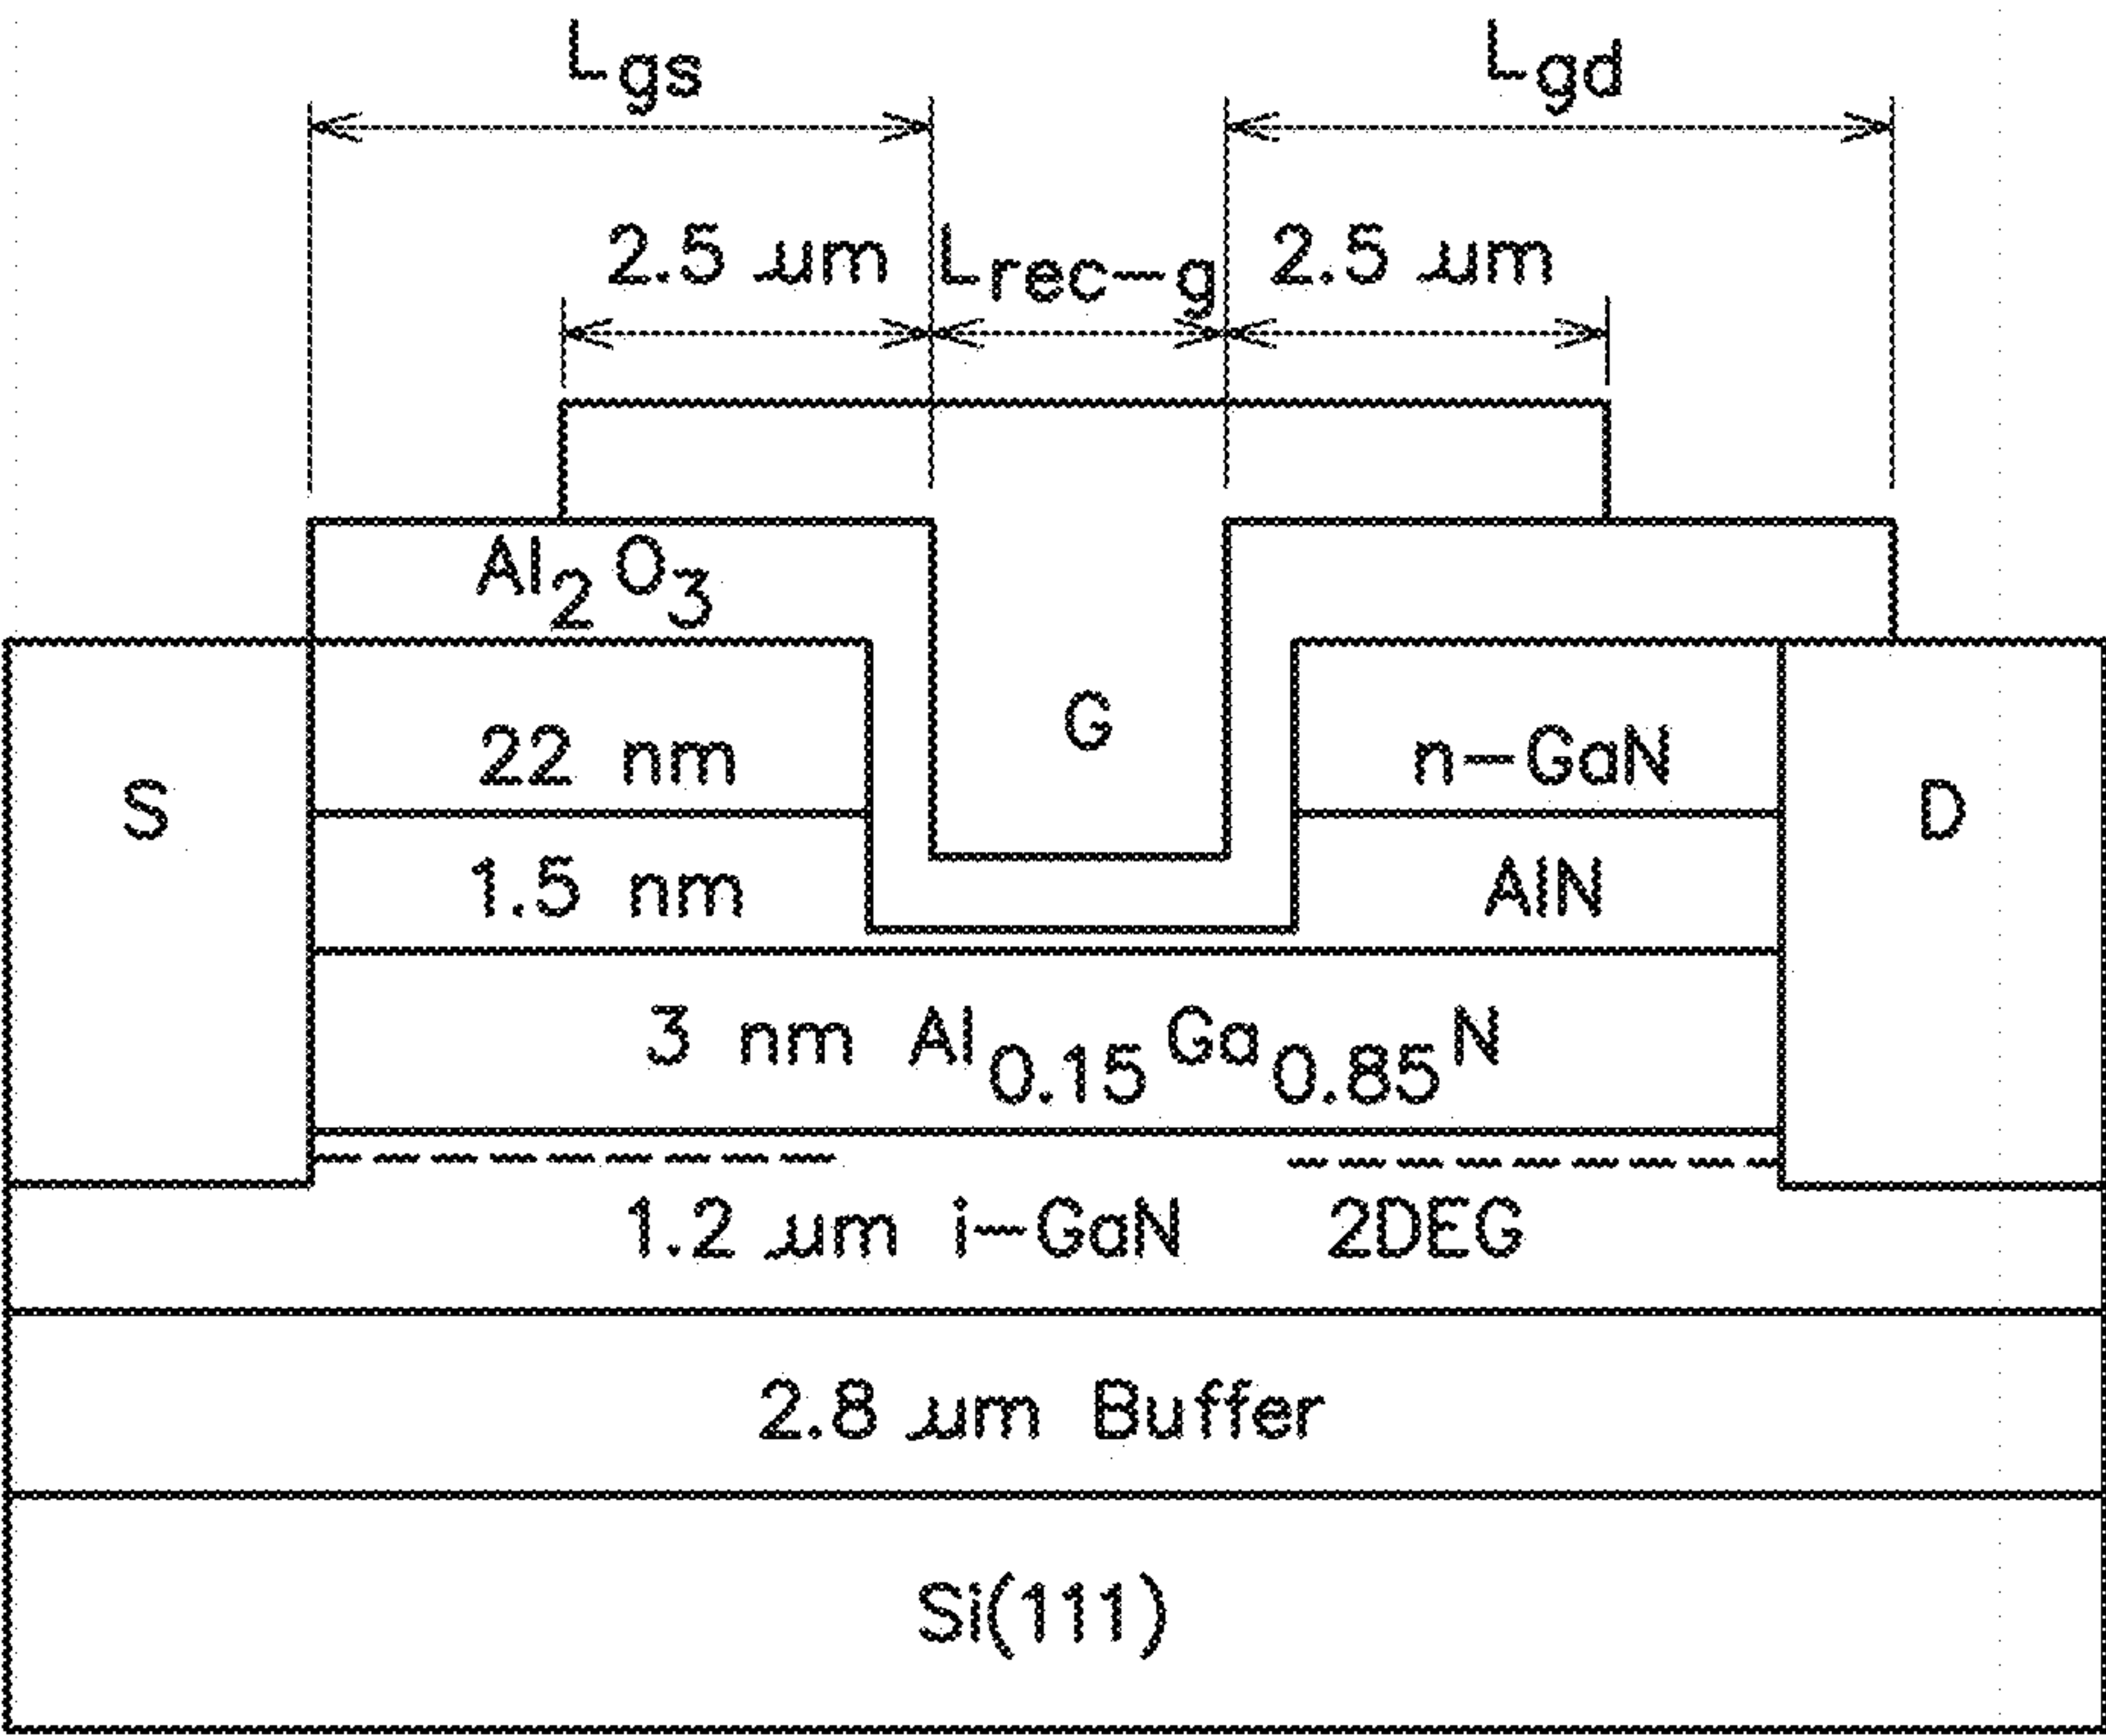 Lgs Lgd
2.5 µm Lrec-g 2.5 µm
Al2O3
G
22 nm n-GaN
S D
1.5 nm AlN
3 nm Al0.15Ga0.85N
1.2 µm i-GaN 2DEG
2.8 µm Buffer
Si(111)